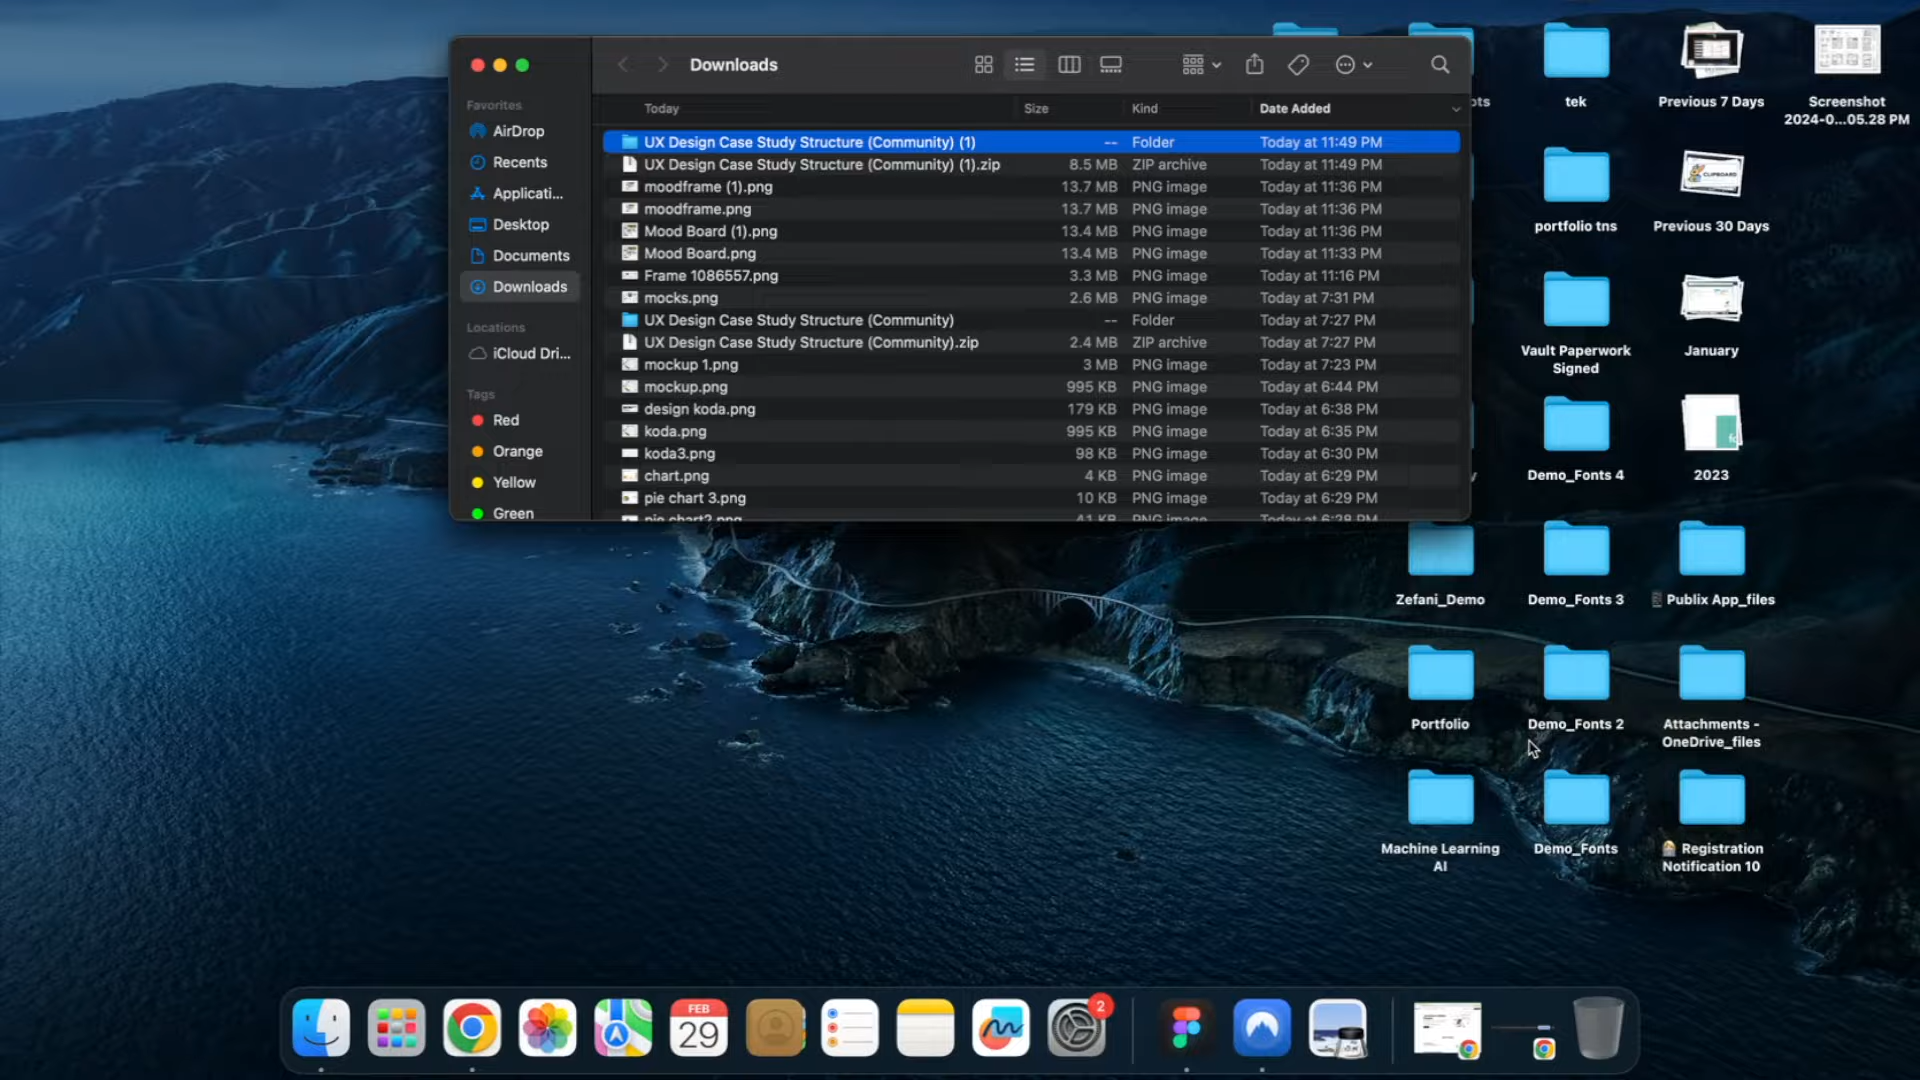 Downloads
Favorites
AirDrop
Recents
Applicati...
Desktop
Documents
Downloads
Locations
iCloud Dri...
Tags
Red
Orange
Yellow
Green
Today Size Kind Date Added
UX Design Case Study Structure (Community) (1) -- Folder Today at 11:49 PM
UX Design Case Study Structure (Community) (1).zip 8.5 MB ZIP archive Today at 11:49 PM
moodframe (1).png 13.7 MB PNG image Today at 11:36 PM
moodframe.png 13.7 MB PNG image Today at 11:36 PM
Mood Board (1).png 13.4 MB PNG image Today at 11:36 PM
Mood Board.png 13.4 MB PNG image Today at 11:33 PM
Frame 1086557.png 3.3 MB PNG image Today at 11:16 PM
mocks.png 2.6 MB PNG image Today at 7:31 PM
UX Design Case Study Structure (Community) -- Folder Today at 7:27 PM
UX Design Case Study Structure (Community).zip 2.4 MB ZIP archive Today at 7:27 PM
mockup 1.png 3 MB PNG image Today at 7:23 PM
mockup.png 995 KB PNG image Today at 6:44 PM
design koda.png 179 KB PNG image Today at 6:38 PM
koda.png 995 KB PNG image Today at 6:35 PM
koda3.png 98 KB PNG image Today at 6:30 PM
chart.png 4 KB PNG image Today at 6:29 PM
pie chart 3.png 10 KB PNG image Today at 6:29 PM
pie chart2.png 41 KB PNG image Today at 6:28 PM
ots
tek
Previous 7 Days
Screenshot
2024-0...05.28 PM
CLIPBOARD
portfolio tns
Previous 30 Days
Vault Paperwork
Signed
January
Demo_Fonts 4
2023
Zefani_Demo
Demo_Fonts 3
Publix App_files
Portfolio
Demo_Fonts 2
Attachments -
OneDrive_files
Machine Learning
AI
Demo_Fonts
Registration
Notification 10
FEB
29
2